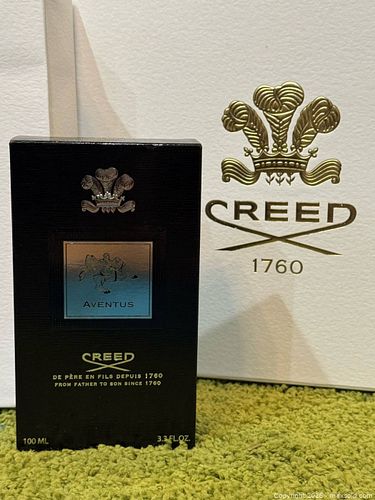 CREED
1760
AVENTUS
CREED
DE PÈRE EN FILS DEPUIS 1760
FROM FATHER TO SON SINCE 1760
100 ML 3.3 FL.OZ.